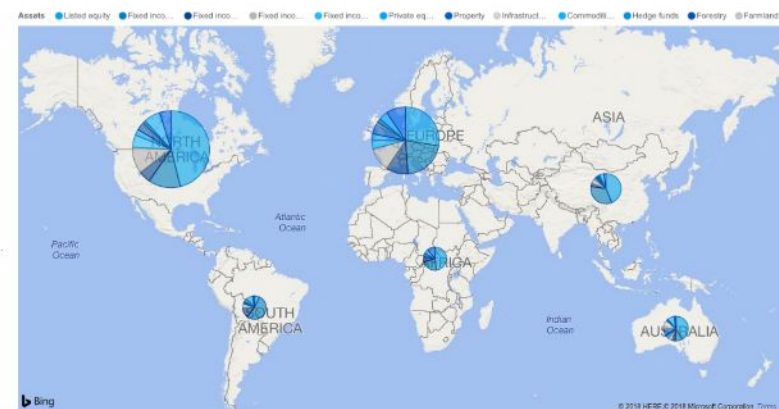 Assets Listed equity Fixed inco... Fixed inco... Fixed inco... Fixed inco... Private eq... Property Infrastruct... Commoditi... Hedge funds Forestry Farmland
ASIA
NORTH
AMERICA
EUROPE
Atlantic
Ocean
Pacific
Ocean
AFRICA
SOUTH
AMERICA
Indian
Ocean
AUSTRALIA
Bing
© 2018 HERE © 2018 Microsoft Corporation Terms